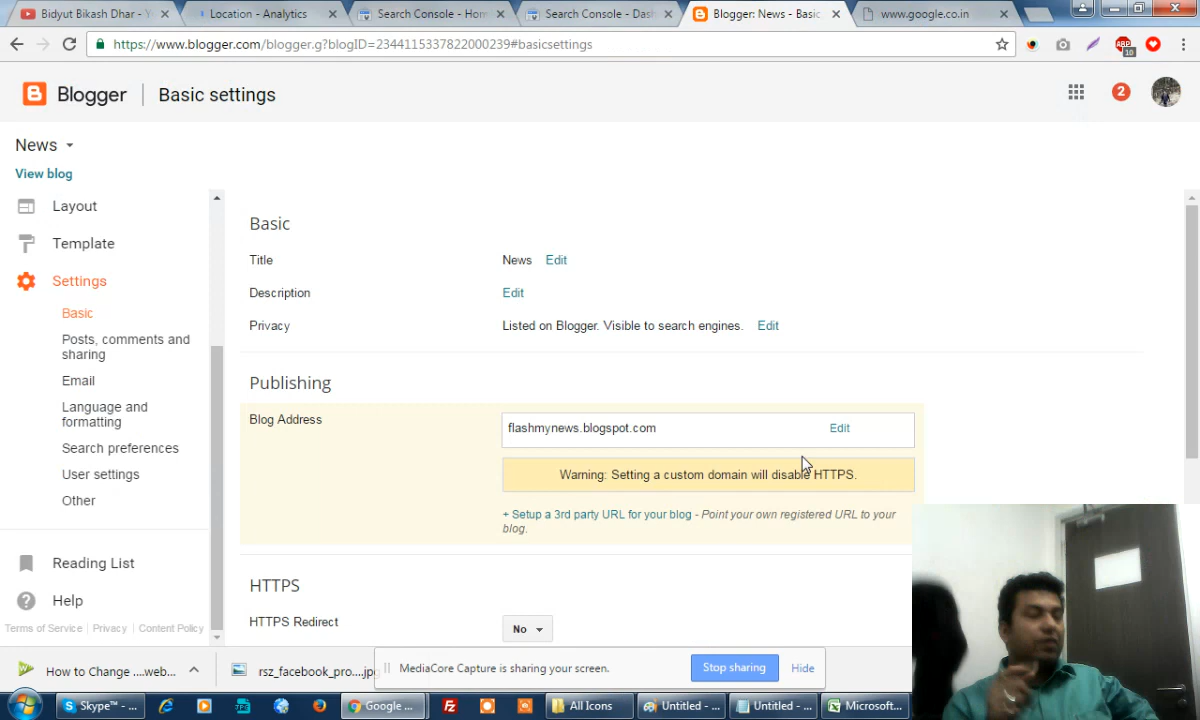 Bidyut Bikash Dhar - Y
Location - Analytics
Search Console - Hom
Search Console - Dash
Blogger: News - Basic
www.google.co.in
https://www.blogger.com/blogger.g?blogID=2344115337822000239#basicsettings
ABP
10
Blogger
Basic settings
2
News
View blog
Layout
Template
Settings
Basic
Posts, comments and
sharing
Email
Language and
formatting
Search preferences
User settings
Other
Reading List
Help
Terms of Service | Privacy | Content Policy
Basic
Title
News Edit
Description
Edit
Privacy
Listed on Blogger. Visible to search engines. Edit
Publishing
Blog Address
flashmynews.blogspot.com
Edit
Warning: Setting a custom domain will disable HTTPS.
+ Setup a 3rd party URL for your blog - Point your own registered URL to your
blog.
HTTPS
HTTPS Redirect
No
How to Change ....web...
rsz_facebook_pro....jpg
MediaCore Capture is sharing your screen.
Stop sharing
Hide
Skype™ - ...
Google ...
All Icons
Untitled - ...
Untitled - ...
Microsoft...